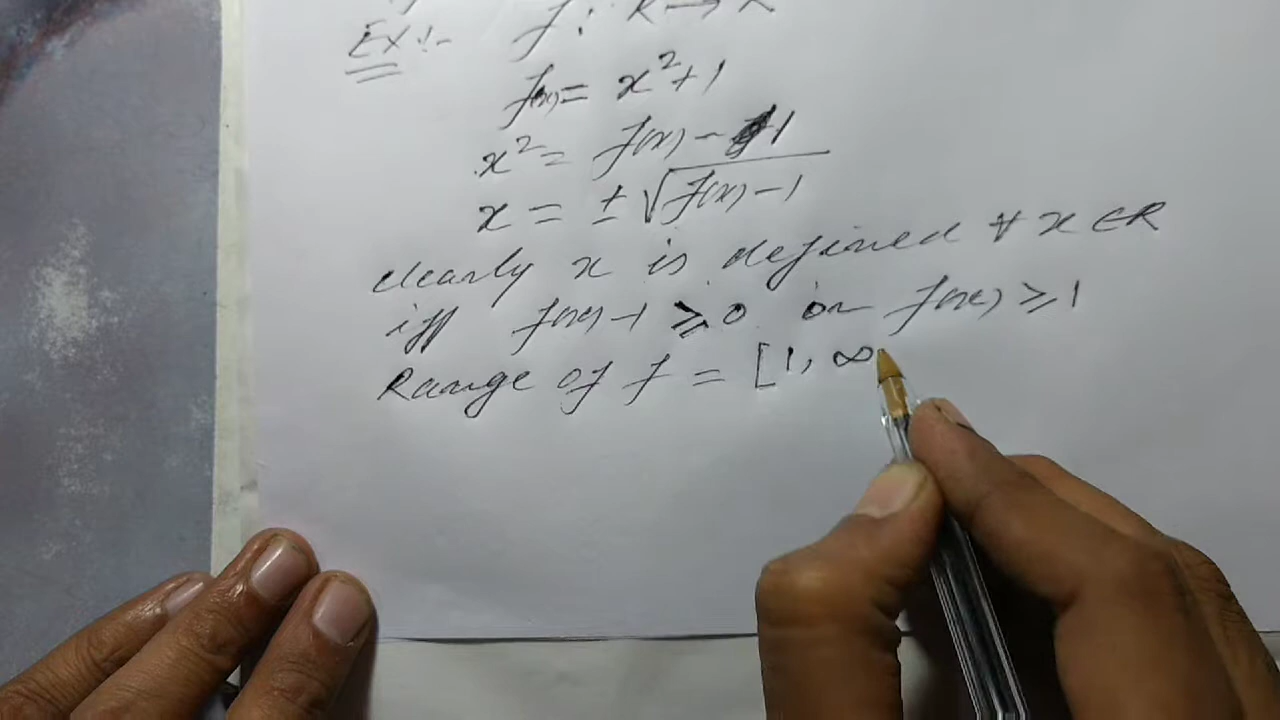 Ex:- f: R → R
f(x) = x² + 1
x² = f(x) - 1
x = ± √f(x) - 1
clearly x is defined ∀ x ∈ R
iff f(x) - 1 ⩾ 0 or f(x) ⩾ 1
Range of f = [1, ∞